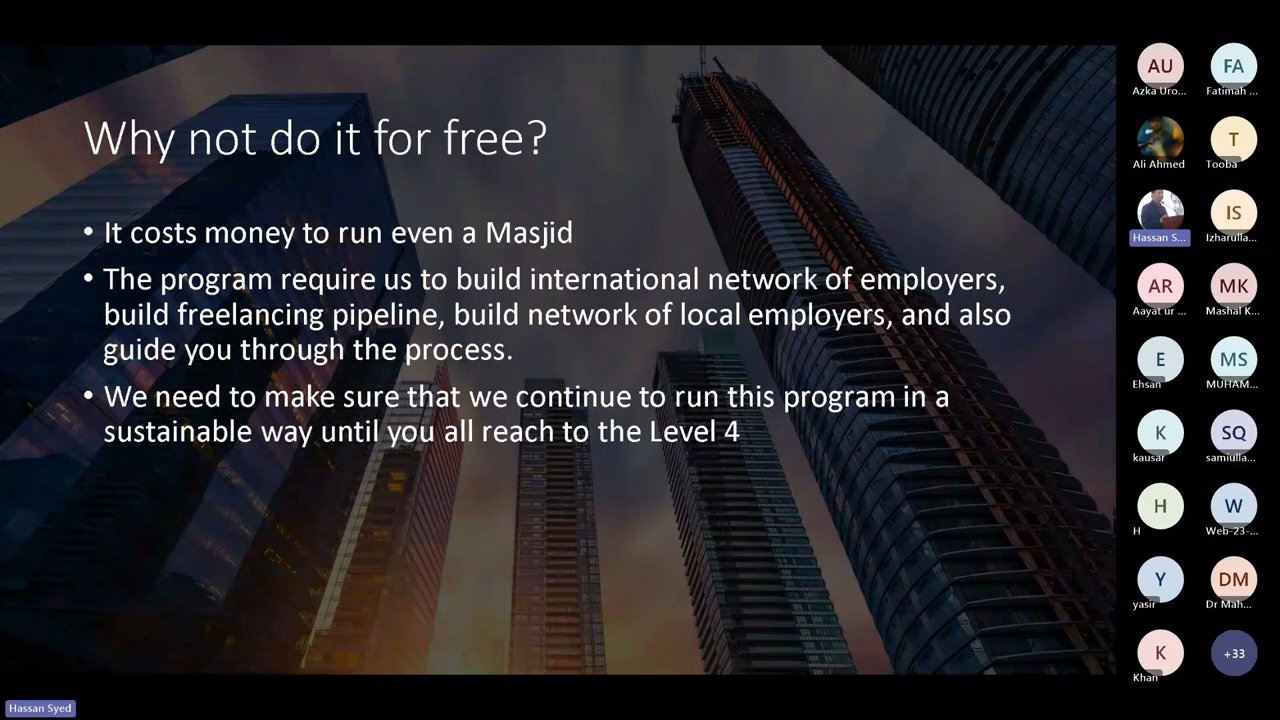 Why not do it for free?
• It costs money to run even a Masjid
• The program require us to build international network of employers,
build freelancing pipeline, build network of local employers, and also
guide you through the process.
• We need to make sure that we continue to run this program in a
sustainable way until you all reach to the Level 4
AU
Azka Uro...
FA
Fatimah ...
Ali Ahmed
T
Tooba
Hassan S...
IS
Izharulla...
AR
Aayat ur ...
MK
Mashal K...
E
Ehsan
MS
MUHAM...
K
kausar
SQ
samiulla...
H
H
W
Web-23-...
Y
yasir
DM
Dr Mah...
K
Khan
+33
Hassan Syed